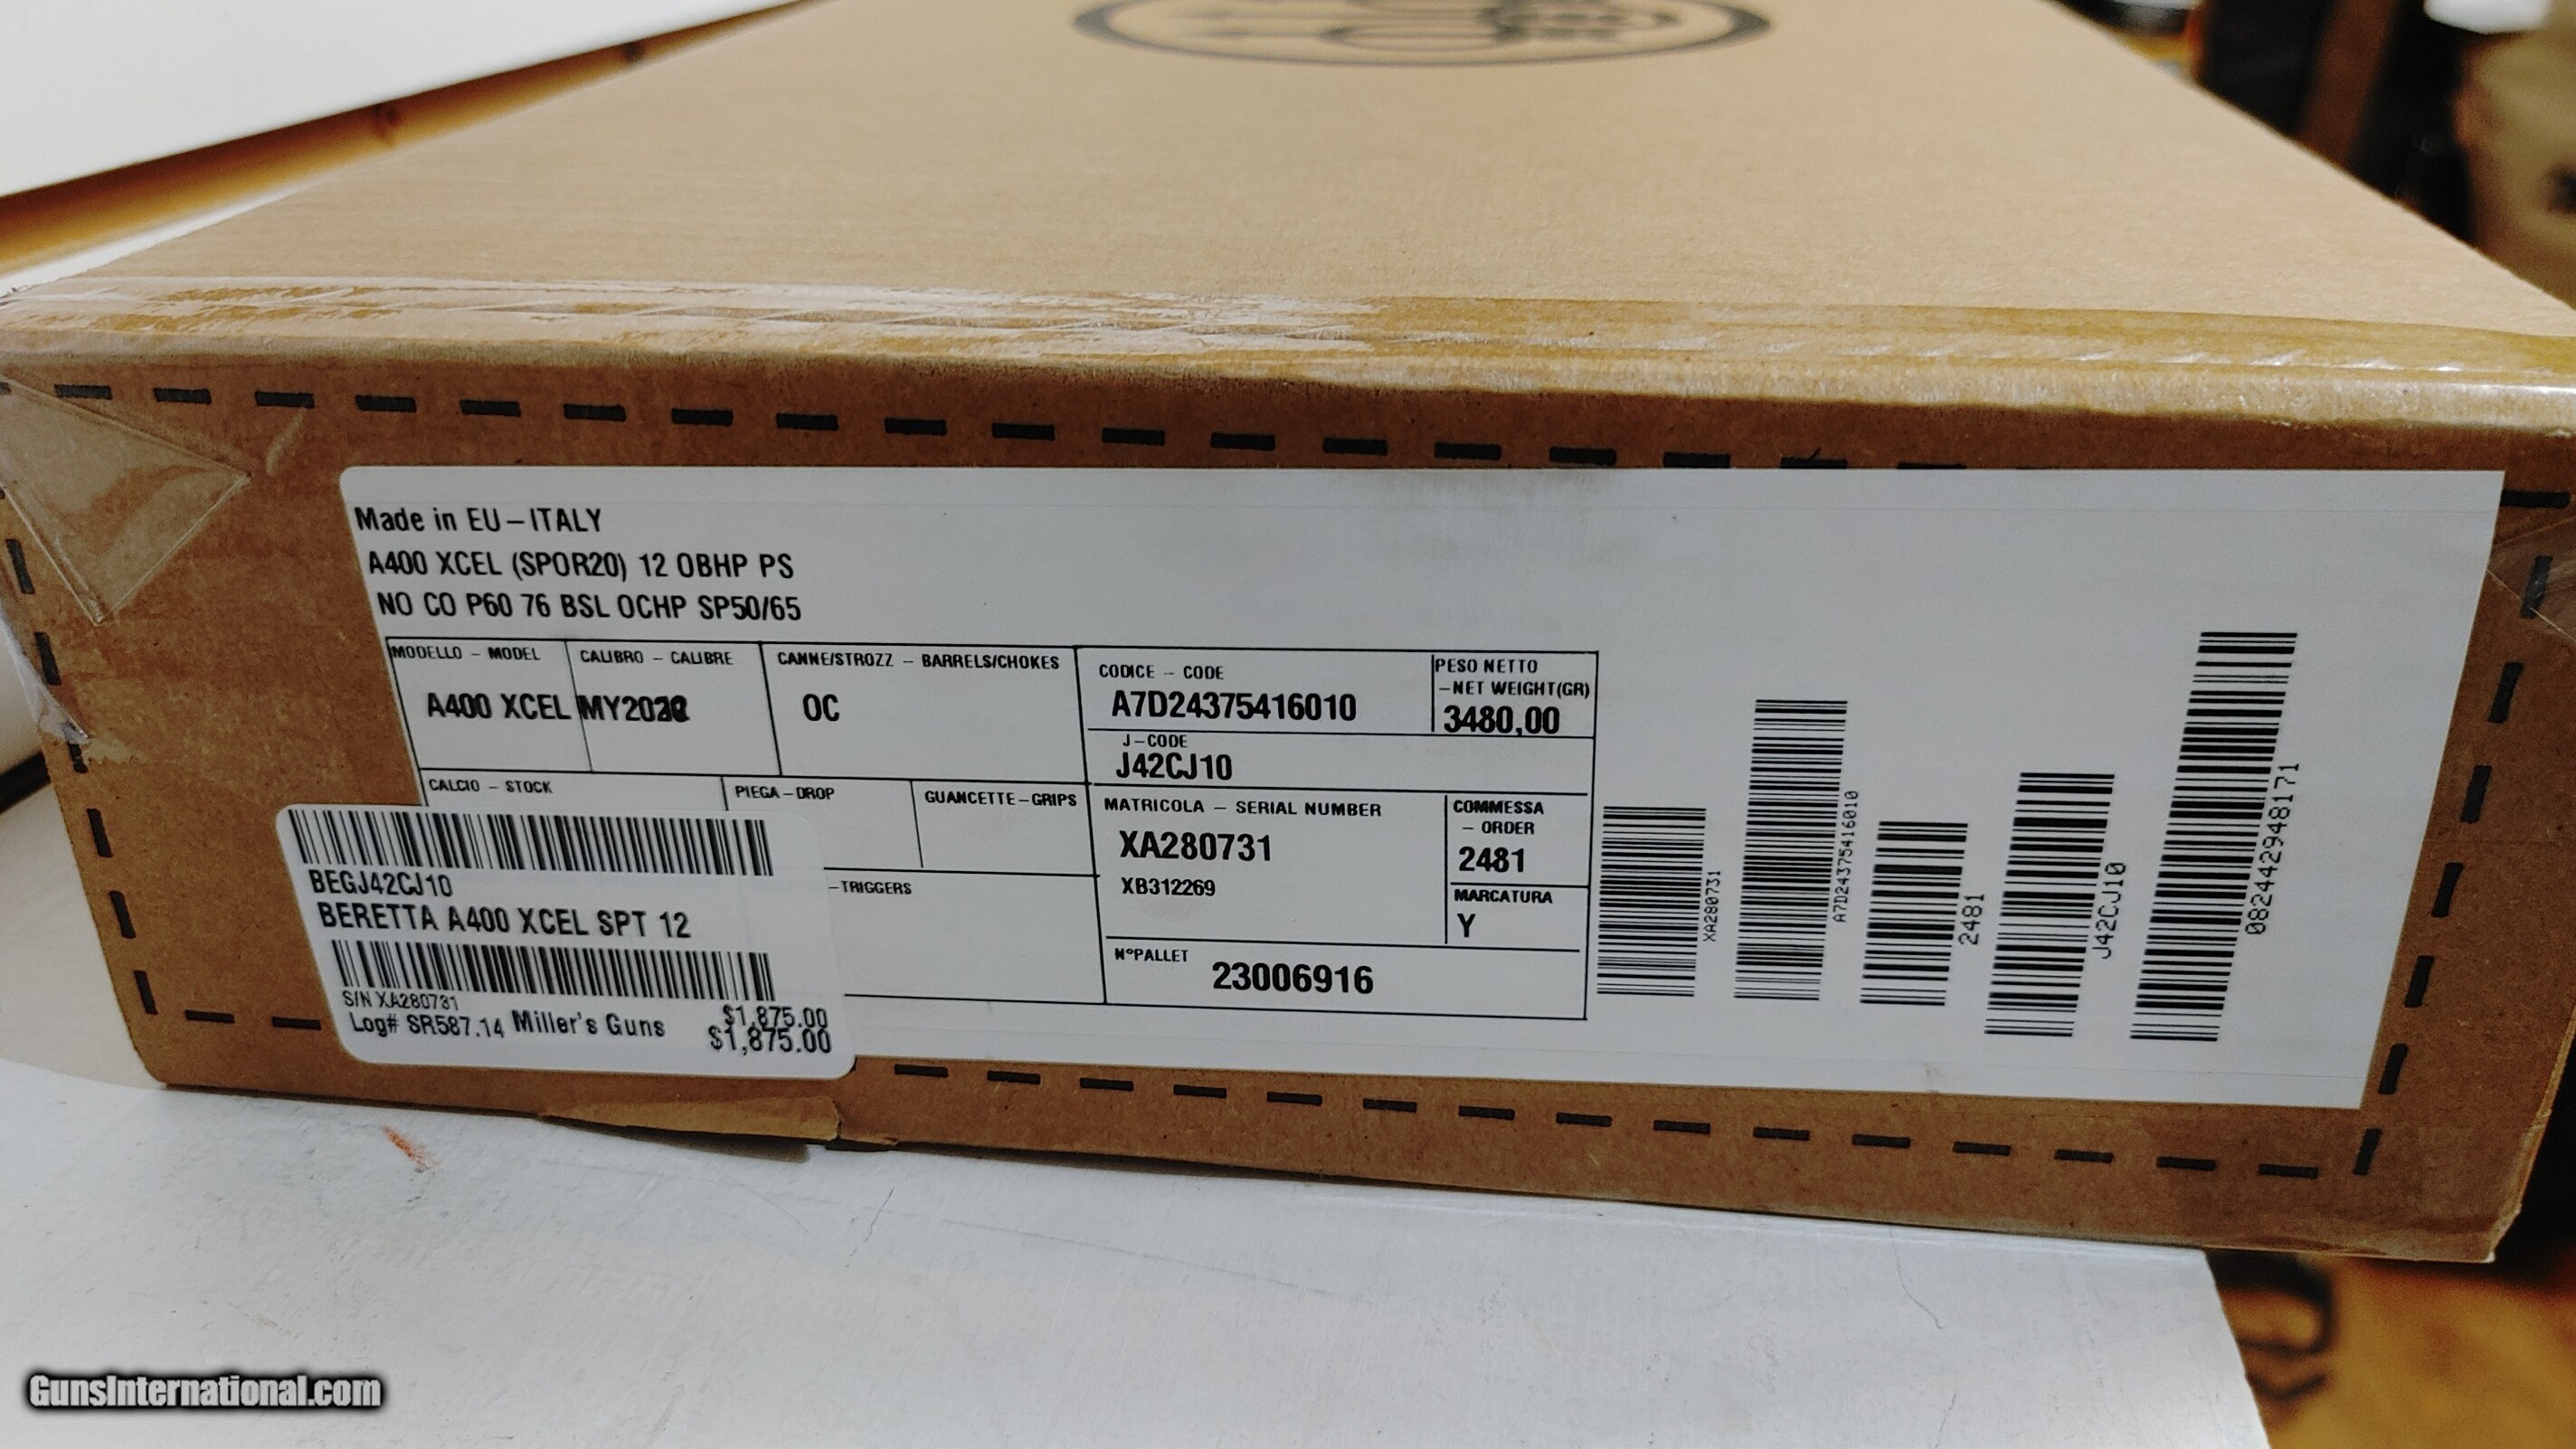 Made in EU-ITALY
A400 XCEL (SPOR20) 12 OBHP PS
NO CO P60 76 BSL OCHP SP50/65
MODELLO - MODEL
A400 XCEL
CALIBRO - CALIBRE
CANNE/STROZZ - BARRELS/CHOKES
OC
CODICE - CODE
A7D24375416010
PESO NETTO
-NET WEIGHT(GR)
3480,00
J-CODE
J42CJ10
CALCIO - STOCK
PIEGA-DROP
GUANCETTE-GRIPS
MATRICOLA - SERIAL NUMBER
XA280731
XB312269
COMMESSA
- ORDER
2481
MARCATURA
Y
-TRIGGERS
N°PALLET
23006916
XA280731
A7D24375416010
2481
J42CJ10
082442948171
BEGJ42CJ10
BERETTA A400 XCEL SPT 12
S/N XA280731
$1,875.00
Log# SR587.14 Miller's Guns
$1,875.00
GunsInternational.com